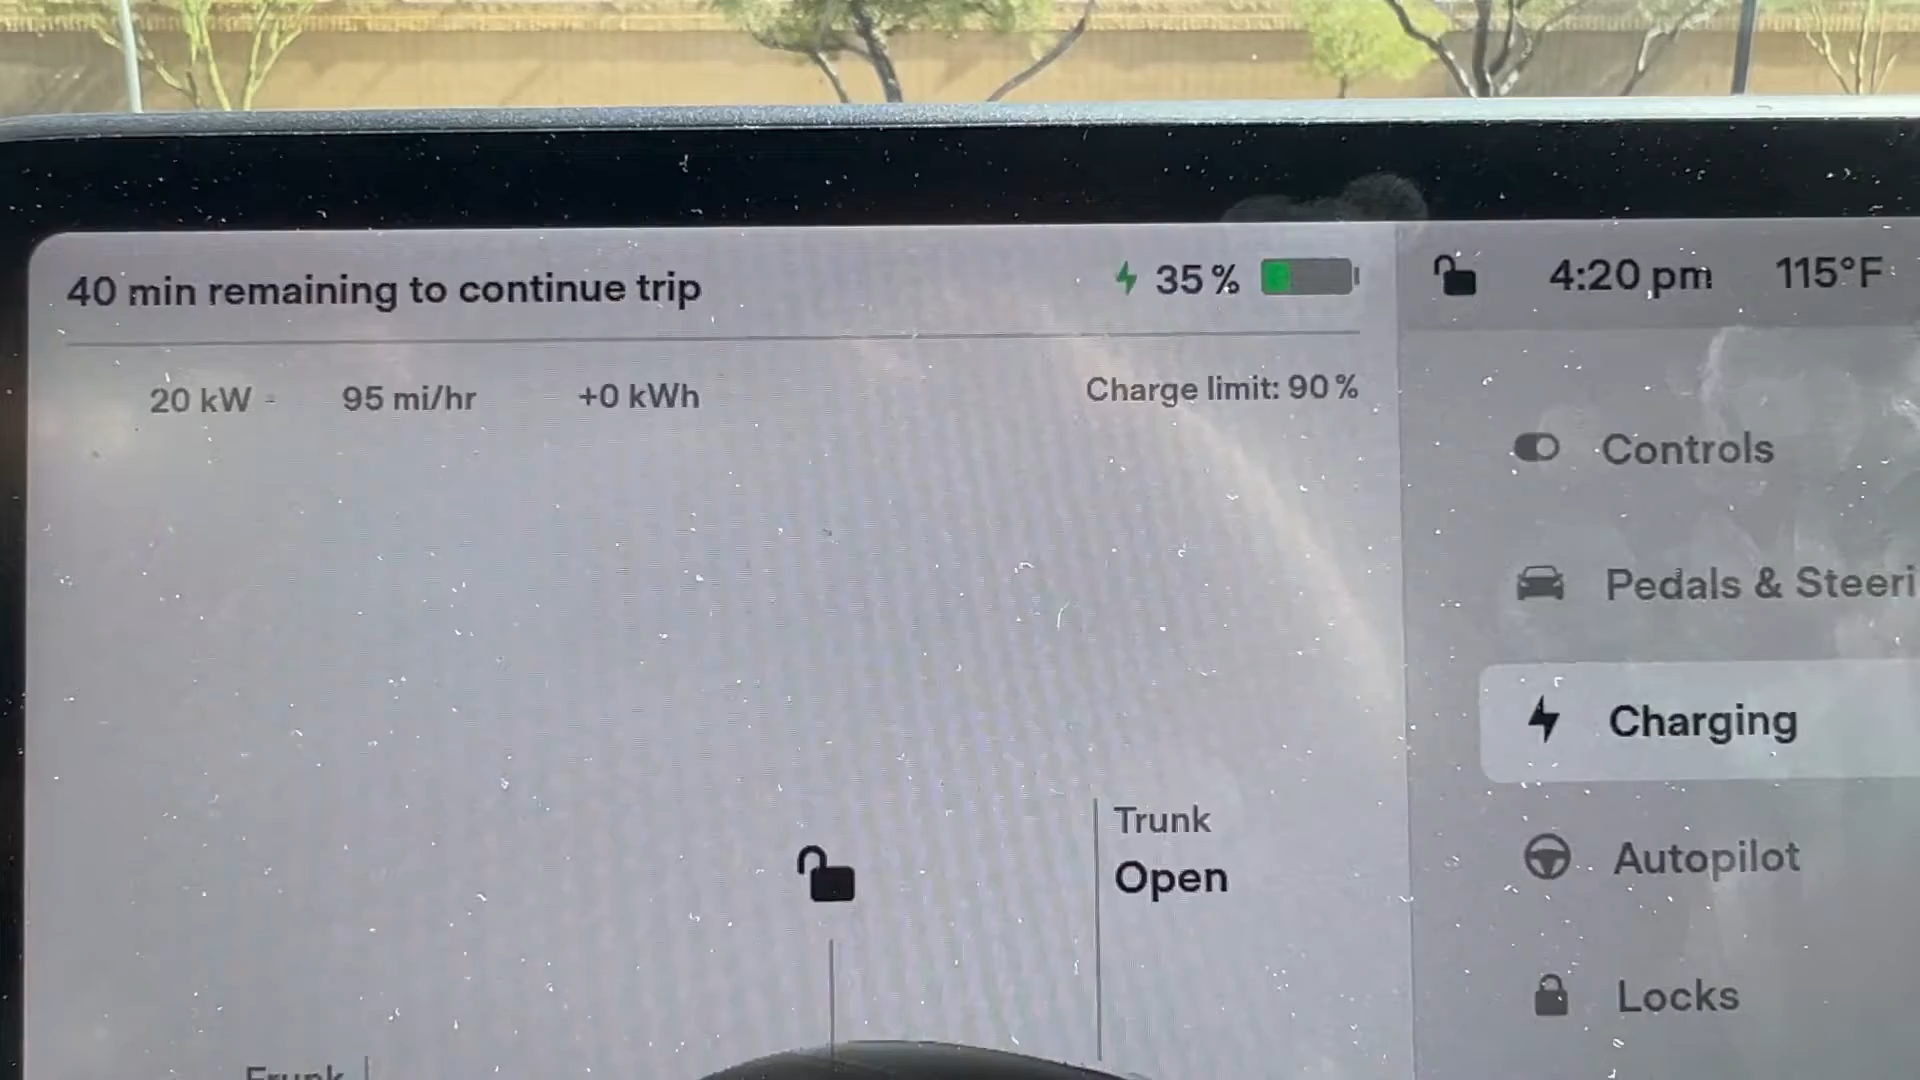 40 min remaining to continue trip
35 %
4:20 pm
115°F
20 kW
95 mi/hr
+0 kWh
Charge limit: 90 %
Controls
Pedals & Steeri
Charging
Trunk
Open
Autopilot
Locks
Frunk